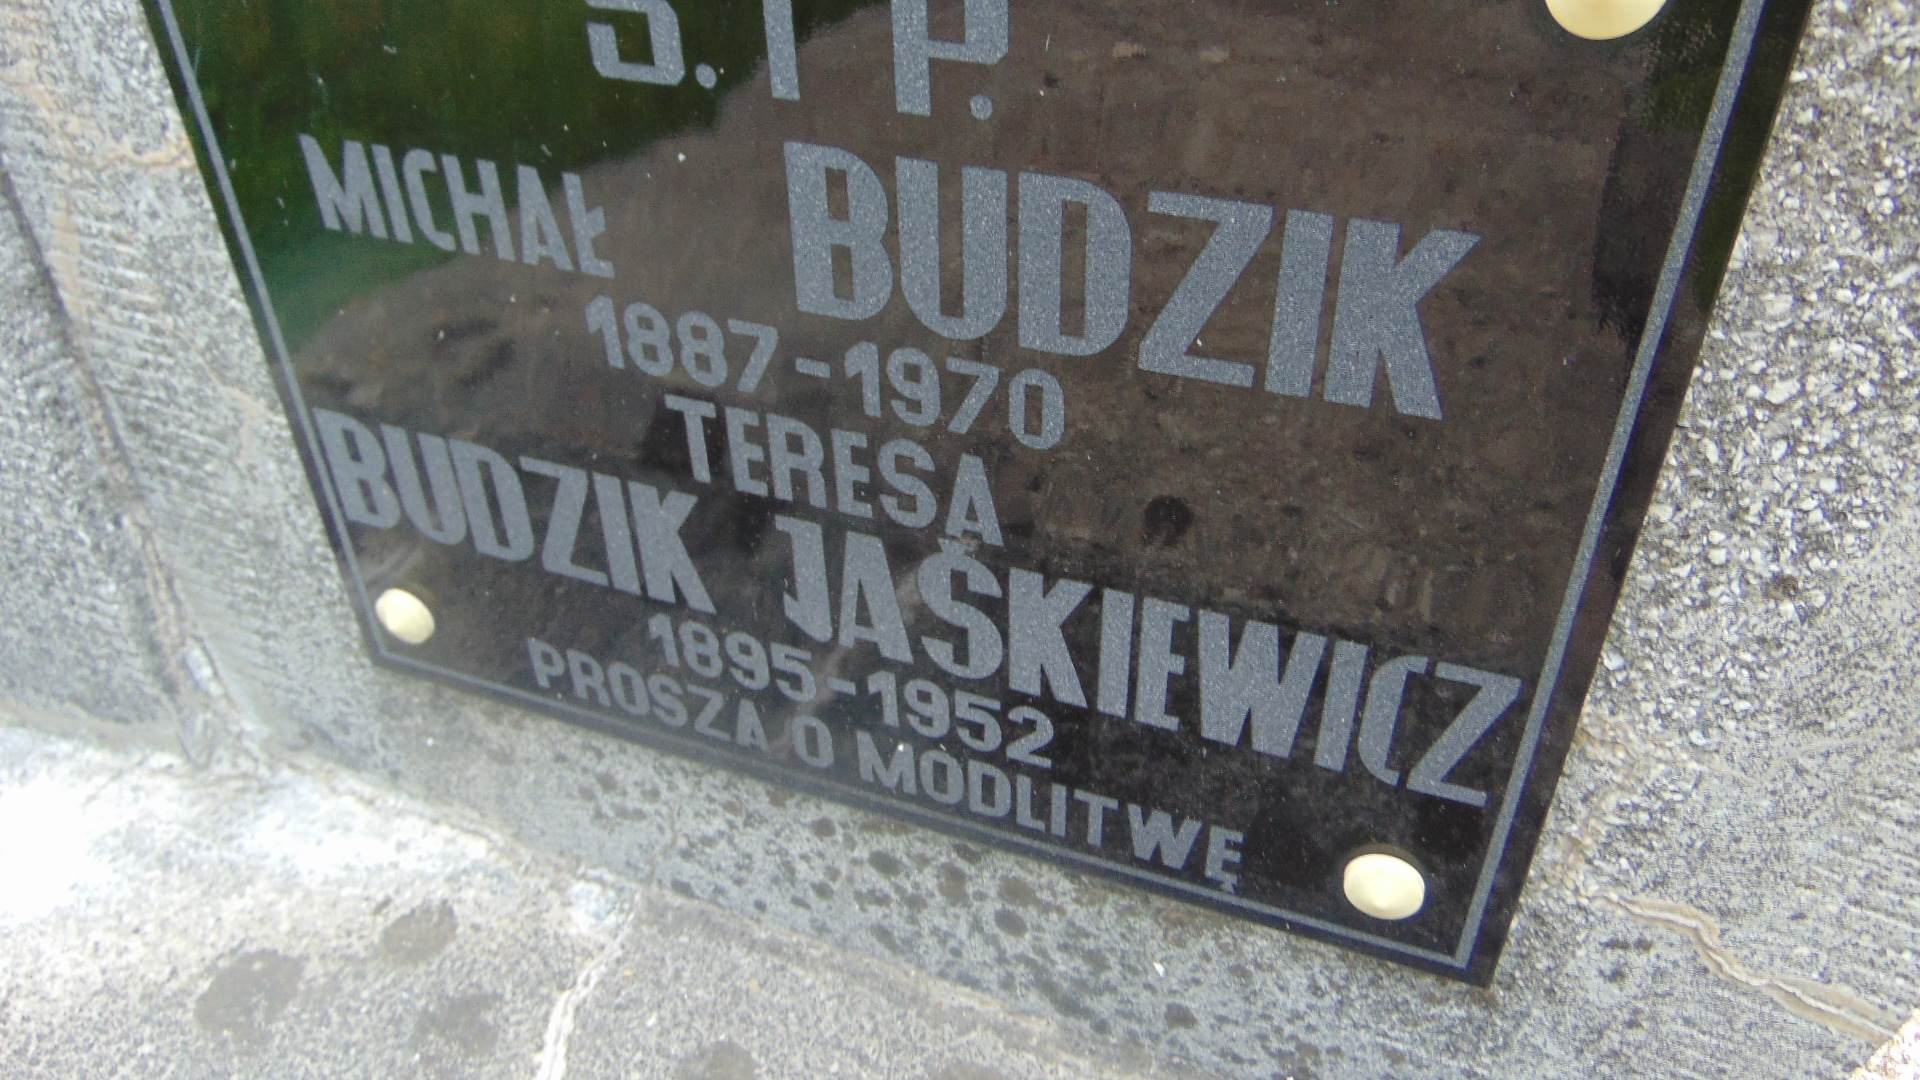 Ś. † P.
MICHAŁ BUDZIK
1887-1970
TERESA
BUDZIK JAŚKIEWICZ
1895-1952
PROSZĄ O MODLITWĘ